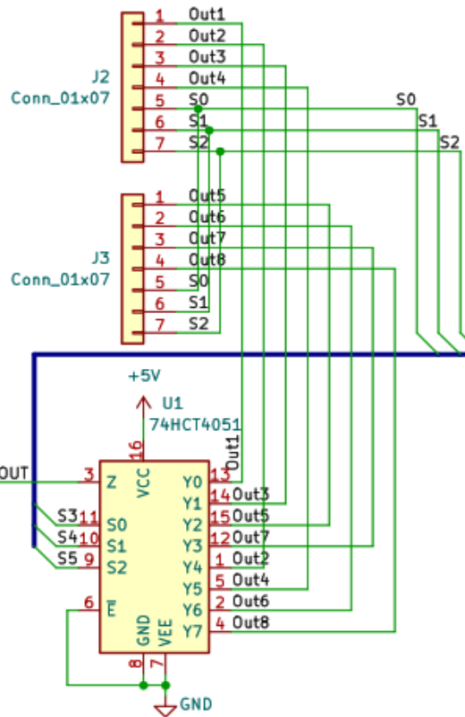 1 Out1
2 Out2
3 Out3
J2 4 Out4
Conn_01x07 5 S0 S0
6 S1 S1
7 S2 S2
1 Out5
2 Out6
3 Out7
J3 4 Out8
Conn_01x07 5 S0
6 S1
7 S2
+5V
U1
74HCT4051
16 Out1
OUT 3 Z VCC Y0 13
Y1 14 Out3
S3 11 S0 Y2 15 Out5
S4 10 S1 Y3 12 Out7
S5 9 S2 Y4 1 Out2
Y5 5 Out4
6 E̅ Y6 2 Out6
GND VEE Y7 4 Out8
8 7
GND